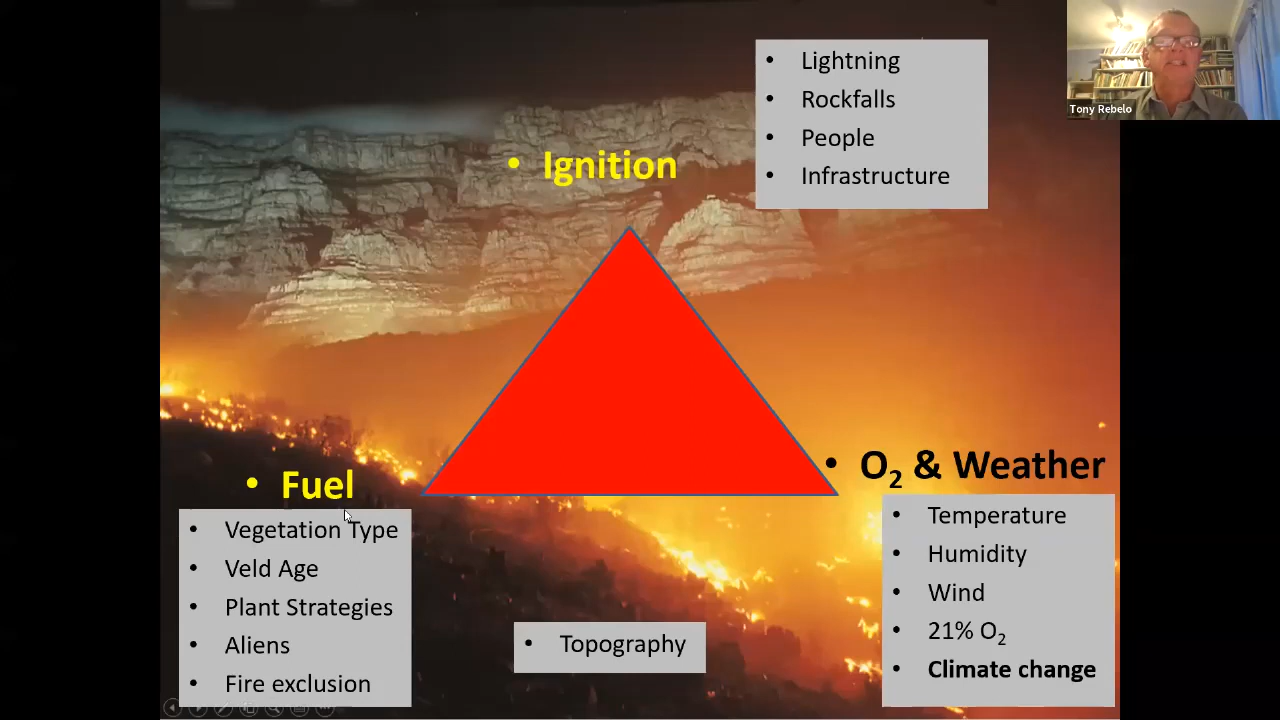 • Lightning
• Rockfalls
• People
• Infrastructure
Tony Rebelo
• Ignition
• O₂ & Weather
• Temperature
• Humidity
• Wind
• 21% O₂
• Climate change
• Fuel
• Vegetation Type
• Veld Age
• Plant Strategies
• Aliens
• Fire exclusion
• Topography